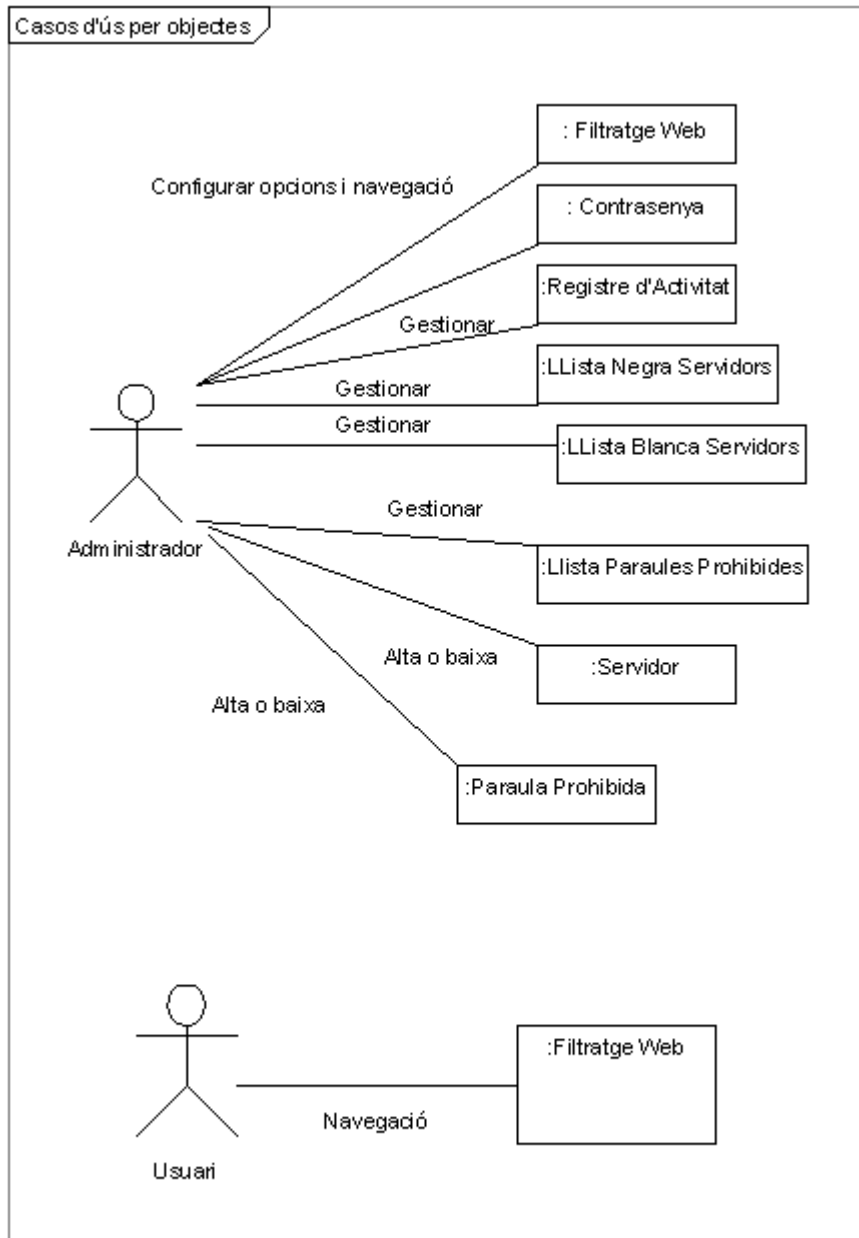 Casos d'ús per objectes
: Filtratge Web
Configurar opcions i navegació
: Contrasenya
:Registre d'Activitat
Gestionar
:LLista Negra Servidors
Gestionar
Gestionar
:LLista Blanca Servidors
Gestionar
Administrador
:Llista Paraules Prohibides
Alta o baixa
:Servidor
Alta o baixa
:Paraula Prohibida
:Filtratge Web
Navegació
Usuari